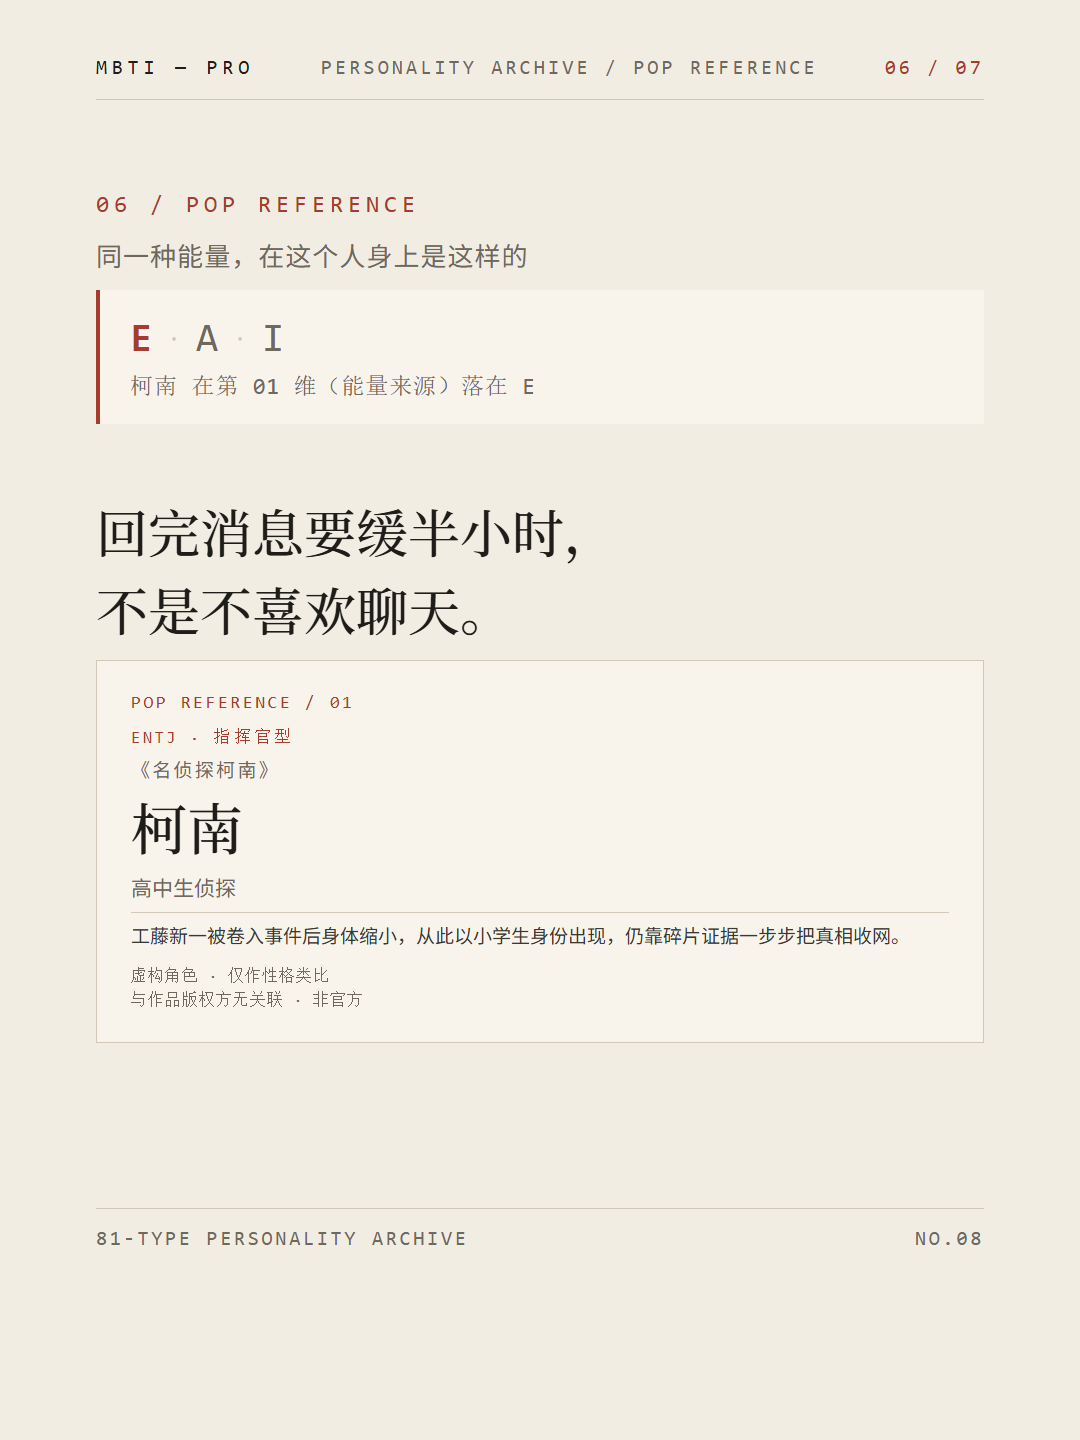 MBTI — PRO
PERSONALITY ARCHIVE / POP REFERENCE
06 / 07
06 / POP REFERENCE
同一种能量，在这个人身上是这样的
E · A · I
柯南 在第 01 维（能量来源）落在 E
回完消息要缓半小时，
不是不喜欢聊天。
POP REFERENCE / 01
ENTJ · 指挥官型
《名侦探柯南》
柯南
高中生侦探
工藤新一被卷入事件后身体缩小，从此以小学生身份出现，仍靠碎片证据一步步把真相收网。
虚构角色 · 仅作性格类比
与作品版权方无关联 · 非官方
81-TYPE PERSONALITY ARCHIVE
NO.08